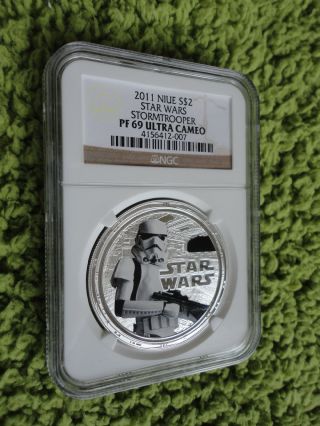 2011 NIUE S$2
STAR WARS
STORMTROOPER
PF 69 ULTRA CAMEO
4156412-007
NGC
STAR
WARS